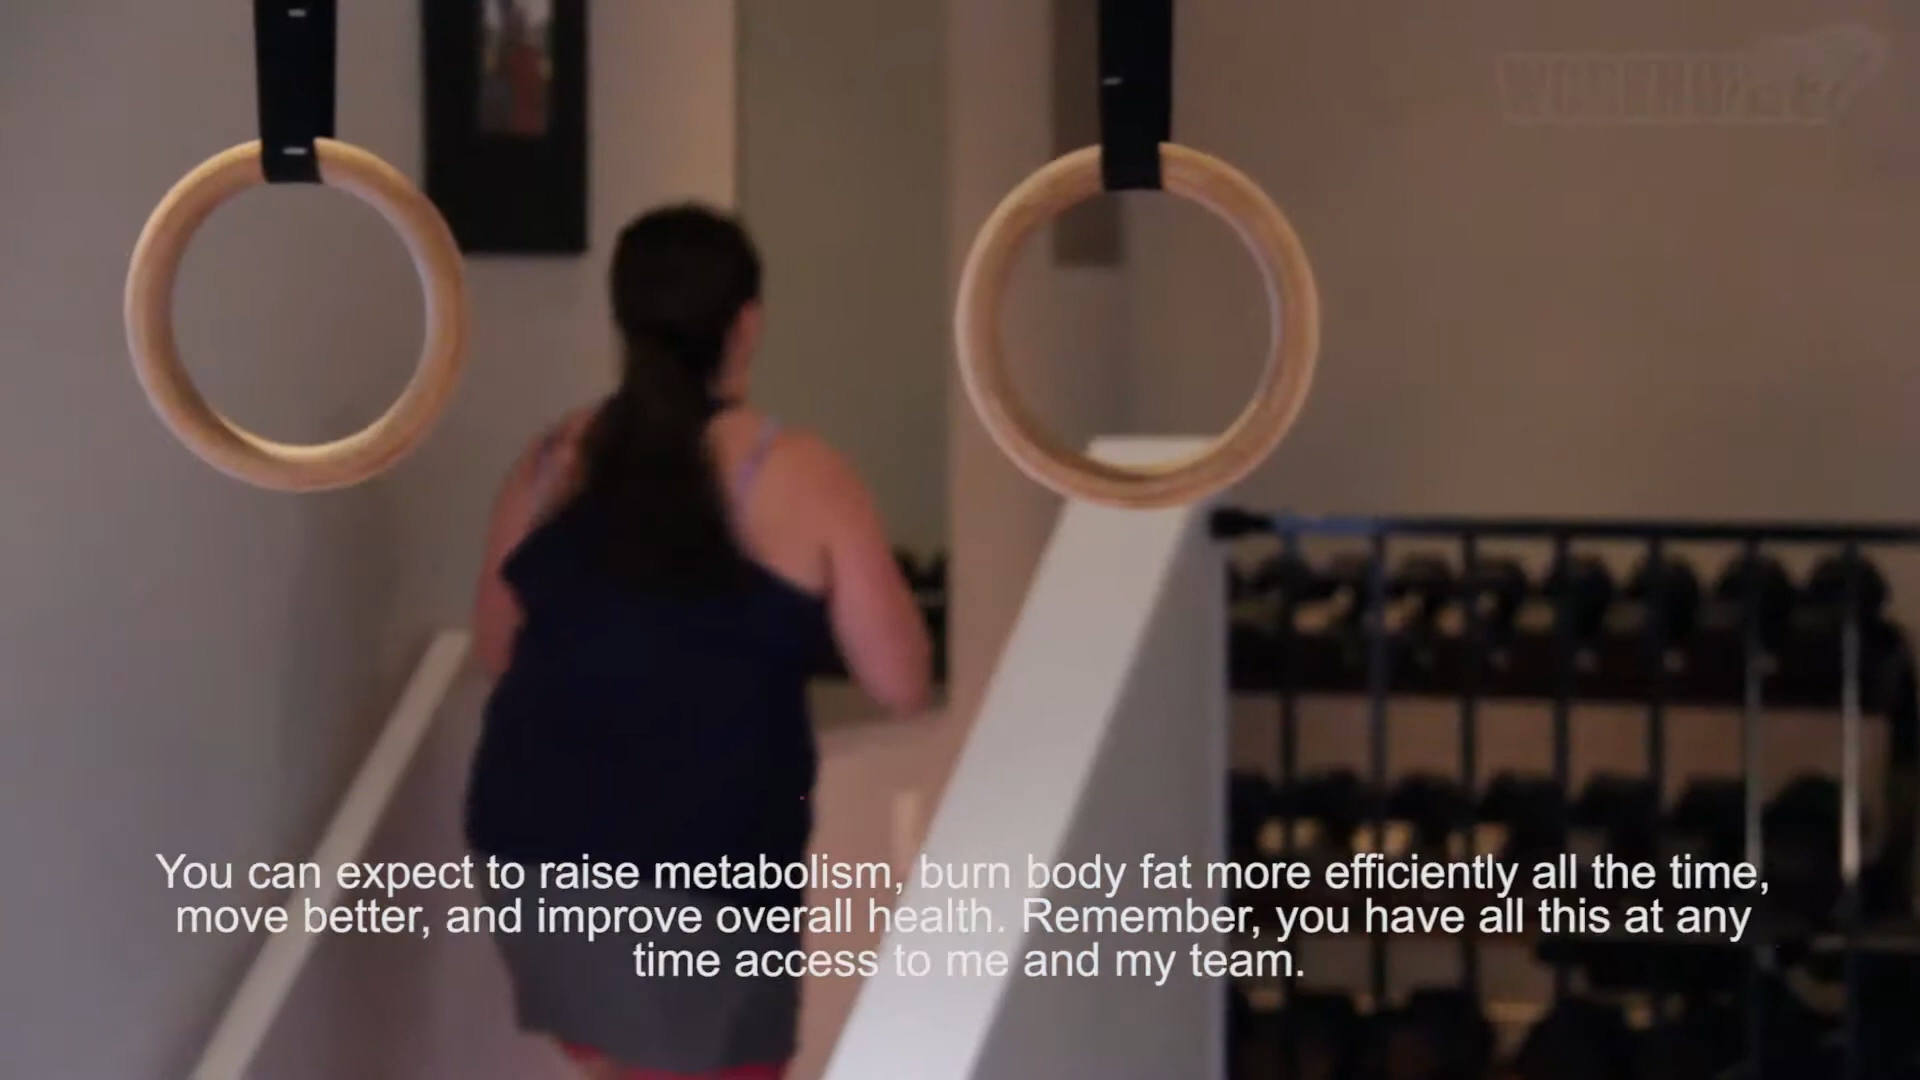 You can expect to raise metabolism, burn body fat more efficiently all the time,
move better, and improve overall health. Remember, you have all this at any
time access to me and my team.